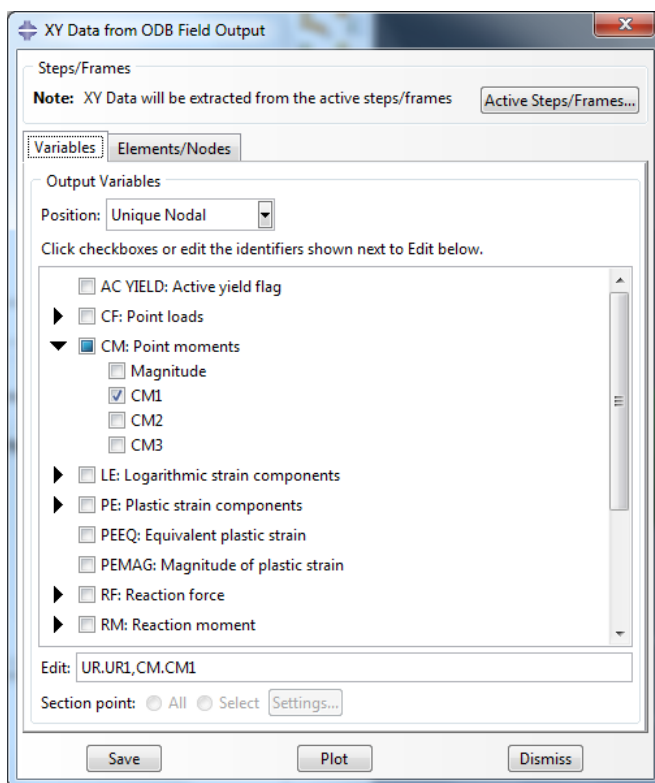 XY Data from ODB Field Output
Steps/Frames
Note: XY Data will be extracted from the active steps/frames
Active Steps/Frames...
Variables
Elements/Nodes
Output Variables
Position: Unique Nodal
Click checkboxes or edit the identifiers shown next to Edit below.
AC YIELD: Active yield flag
CF: Point loads
CM: Point moments
Magnitude
CM1
CM2
CM3
LE: Logarithmic strain components
PE: Plastic strain components
PEEQ: Equivalent plastic strain
PEMAG: Magnitude of plastic strain
RF: Reaction force
RM: Reaction moment
Edit: UR.UR1,CM.CM1
Section point: All Select Settings...
Save Plot Dismiss